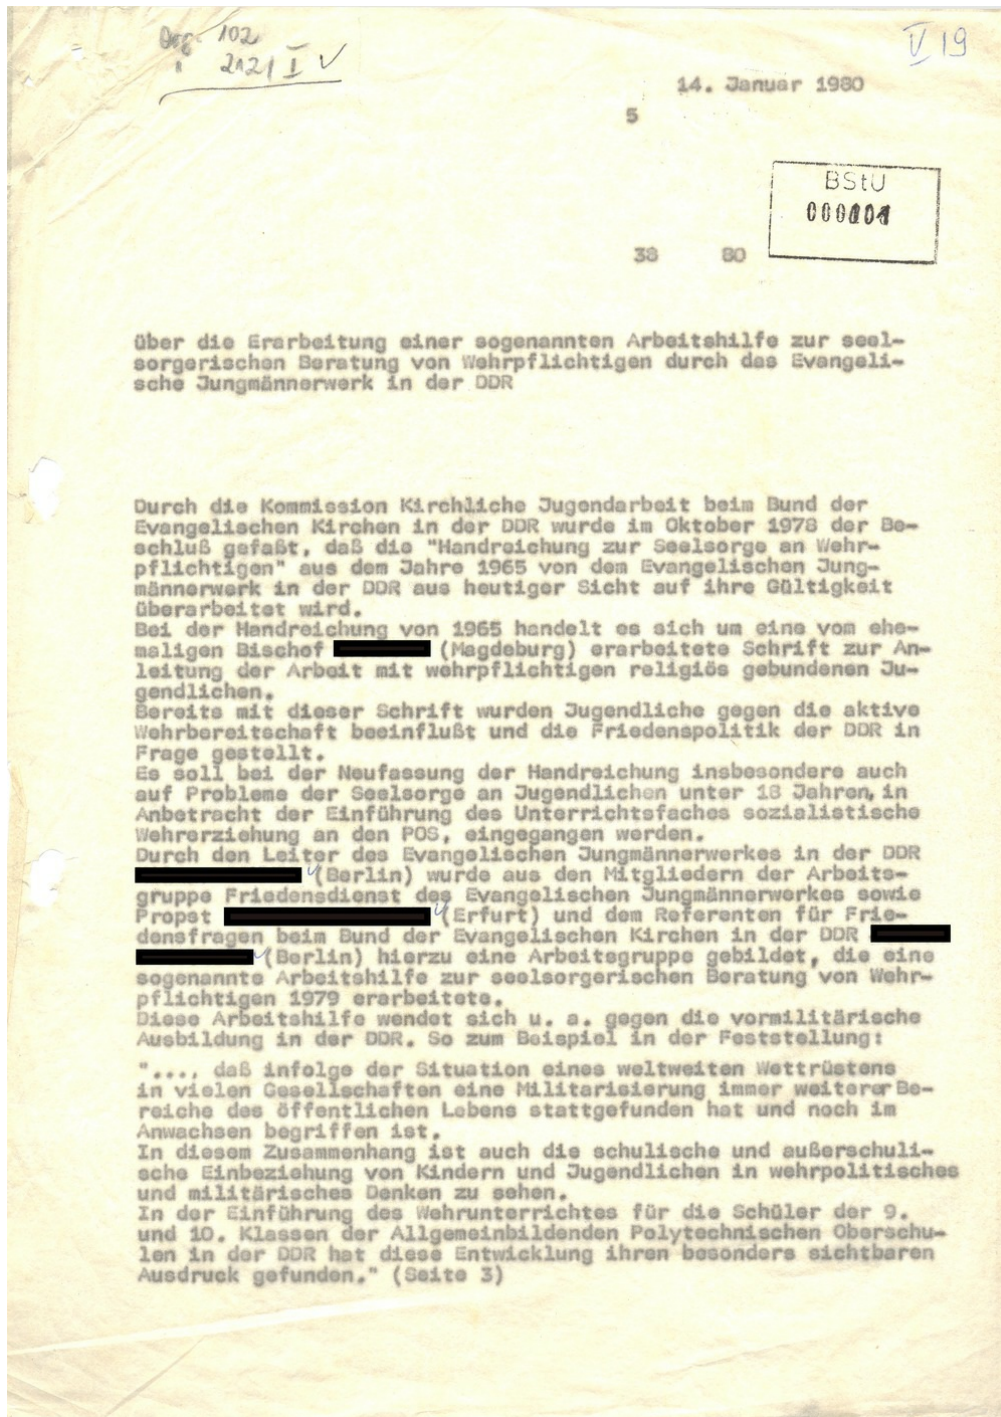 102
212/I V
V 19
14. Januar 1980
5
BStU
38 80
über die Erarbeitung einer sogenannten Arbeitshilfe zur seel-
sorgerischen Beratung von Wehrpflichtigen durch das Evangeli-
sche Jungmännerwerk in der DDR
Durch die Kommission Kirchliche Jugendarbeit beim Bund der
Evangelischen Kirchen in der DDR wurde im Oktober 1978 der Be-
schluß gefaßt, daß die "Handreichung zur Seelsorge an Wehr-
pflichtigen" aus dem Jahre 1965 von dem Evangelischen Jung-
männerwerk in der DDR aus heutiger Sicht auf ihre Gültigkeit
überarbeitet wird.
Bei der Handreichung von 1965 handelt es sich um eine vom ehe-
maligen Bischof (Magdeburg) erarbeitete Schrift zur An-
leitung der Arbeit mit wehrpflichtigen religiös gebundenen Ju-
gendlichen.
Bereits mit dieser Schrift wurden Jugendliche gegen die aktive
Wehrbereitschaft beeinflußt und die Friedenspolitik der DDR in
Frage gestellt.
Es soll bei der Neufassung der Handreichung insbesondere auch
auf Probleme der Seelsorge an Jugendlichen unter 18 Jahren, in
Anbetracht der Einführung des Unterrichtsfaches sozialistische
Wehrerziehung an den POS, eingegangen werden.
Durch den Leiter des Evangelischen Jungmännerwerkes in der DDR
(Berlin) wurde aus den Mitgliedern der Arbeits-
gruppe Friedensdienst des Evangelischen Jungmännerwerkes sowie
Propst (Erfurt) und dem Referenten für Frie-
densfragen beim Bund der Evangelischen Kirchen in der DDR
(Berlin) hierzu eine Arbeitsgruppe gebildet, die eine
sogenannte Arbeitshilfe zur seelsorgerischen Beratung von Wehr-
pflichtigen 1979 erarbeitete.
Diese Arbeitshilfe wendet sich u. a. gegen die vormilitärische
Ausbildung in der DDR. So zum Beispiel in der Feststellung:
"..., daß infolge der Situation eines weltweiten Wettrüstens
in vielen Gesellschaften eine Militarisierung immer weiterer Be-
reiche des öffentlichen Lebens stattgefunden hat und noch im
Anwachsen begriffen ist.
In diesem Zusammenhang ist auch die schulische und außerschuli-
sche Einbeziehung von Kindern und Jugendlichen in wehrpolitisches
und militärisches Denken zu sehen.
In der Einführung des Wehrunterrichtes für die Schüler der 9.
und 10. Klassen der Allgemeinbildenden Polytechnischen Oberschu-
len in der DDR hat diese Entwicklung ihren besonders sichtbaren
Ausdruck gefunden." (Seite 3)